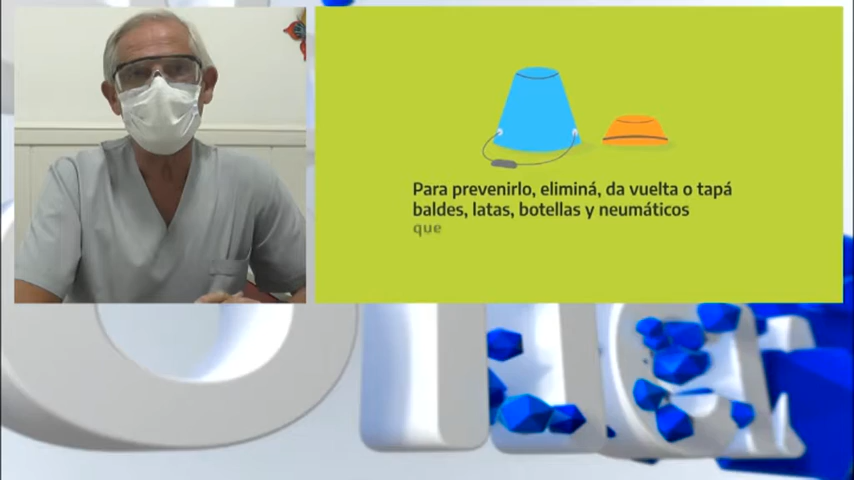 Para prevenirlo, eliminá, da vuelta o tapá
baldes, latas, botellas y neumáticos
que